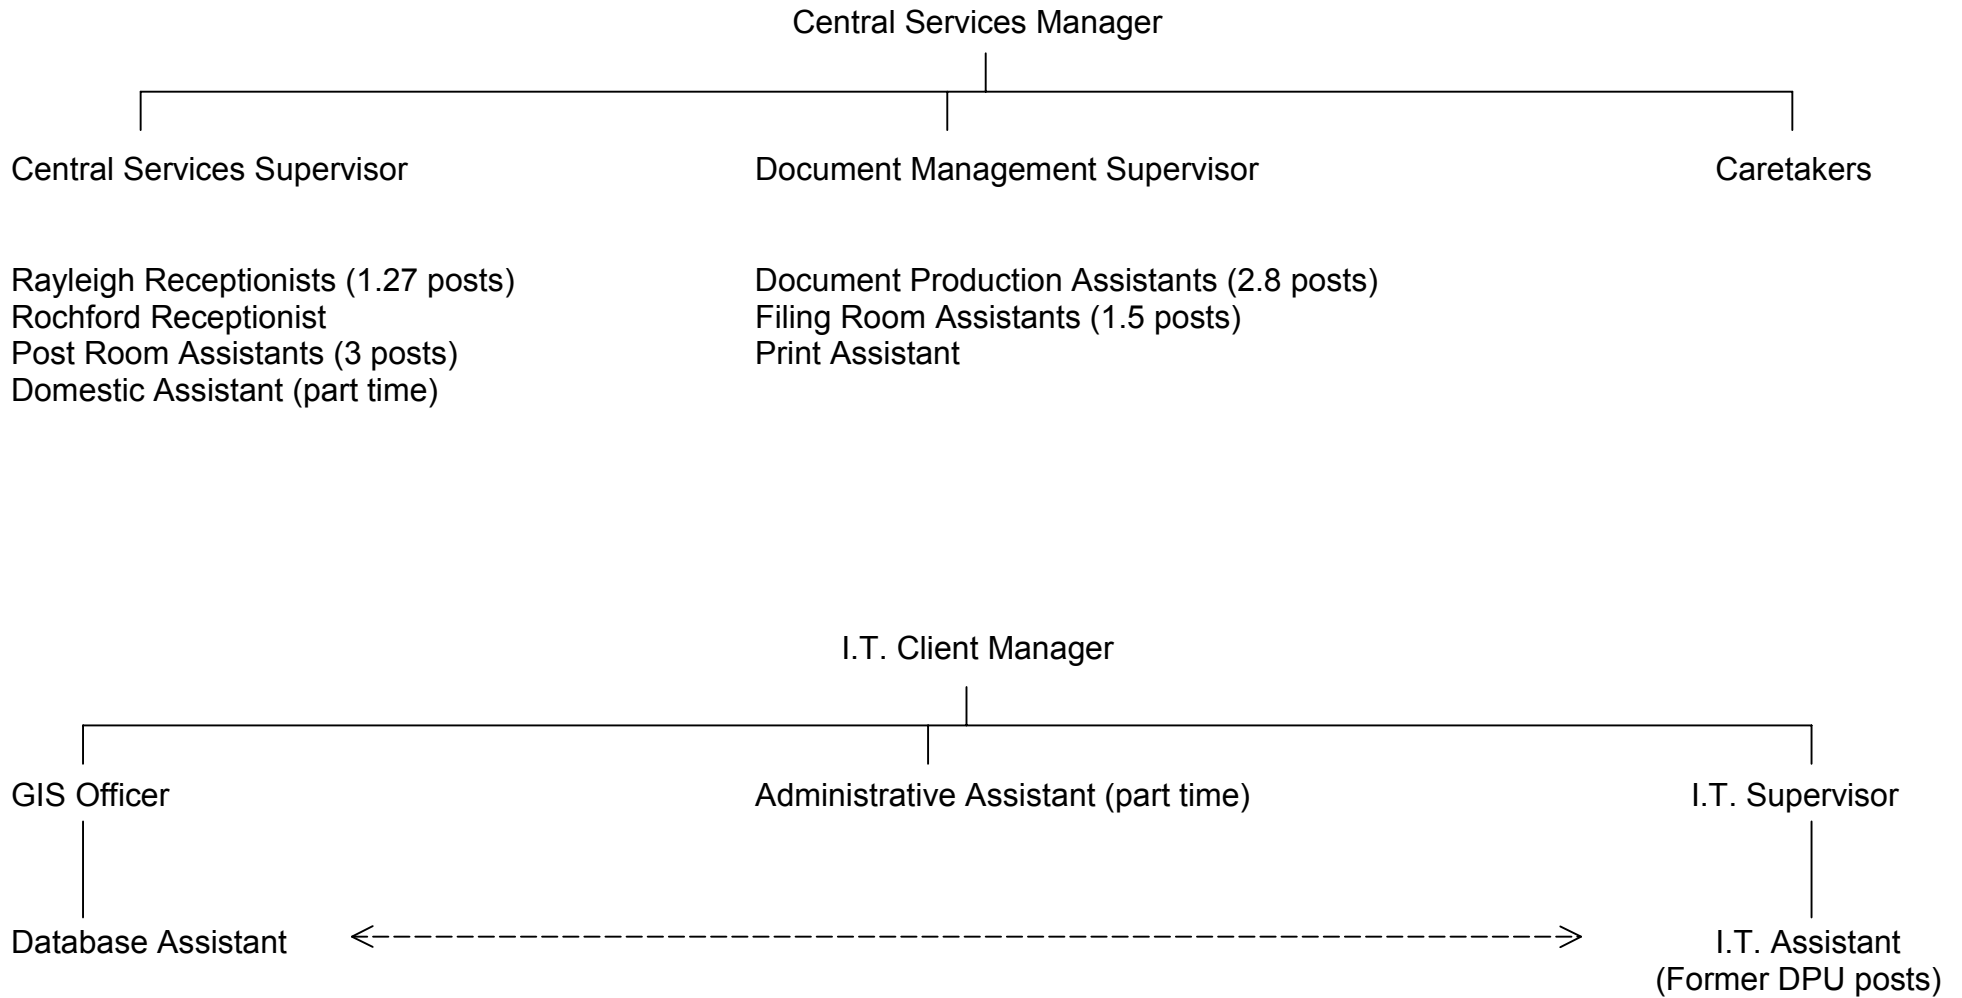 Central Services Manager
Central Services Supervisor
Document Management Supervisor
Caretakers
Rayleigh Receptionists (1.27 posts)
Rochford Receptionist
Post Room Assistants (3 posts)
Domestic Assistant (part time)
Document Production Assistants (2.8 posts)
Filing Room Assistants (1.5 posts)
Print Assistant
I.T. Client Manager
GIS Officer
Administrative Assistant (part time)
I.T. Supervisor
Database Assistant
I.T. Assistant
(Former DPU posts)